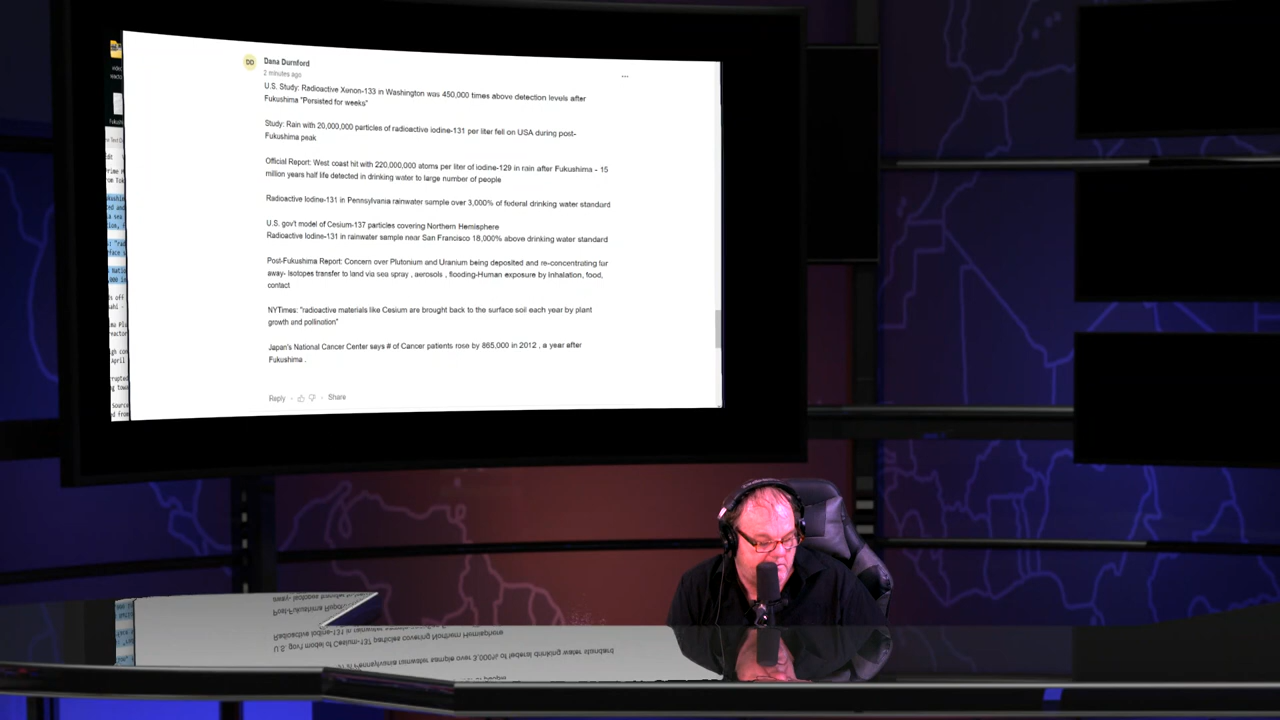 DD
Dana Durnford
2 minutes ago
...
U.S. Study: Radioactive Xenon-133 in Washington was 450,000 times above detection levels after
Fukushima "Persisted for weeks"
Study: Rain with 20,000,000 particles of radioactive iodine-131 per liter fell on USA during post-
Fukushima peak
Official Report: West coast hit with 220,000,000 atoms per liter of Iodine-129 in rain after Fukushima - 15
million years half life detected in drinking water to large number of people
Radioactive Iodine-131 in Pennsylvania rainwater sample over 3,000% of federal drinking water standard
U.S. gov't model of Cesium-137 particles covering Northern Hemisphere
Radioactive Iodine-131 in rainwater sample near San Francisco 18,000% above drinking water standard
Post-Fukushima Report: Concern over Plutonium and Uranium being deposited and re-concentrating far
away- Isotopes transfer to land via sea spray , aerosols , flooding-Human exposure by Inhalation, food,
contact
NYTimes: "radioactive materials like Cesium are brought back to the surface soil each year by plant
growth and pollination"
Japan's National Cancer Center says # of Cancer patients rose by 865,000 in 2012 , a year after
Fukushima .
Reply
Share